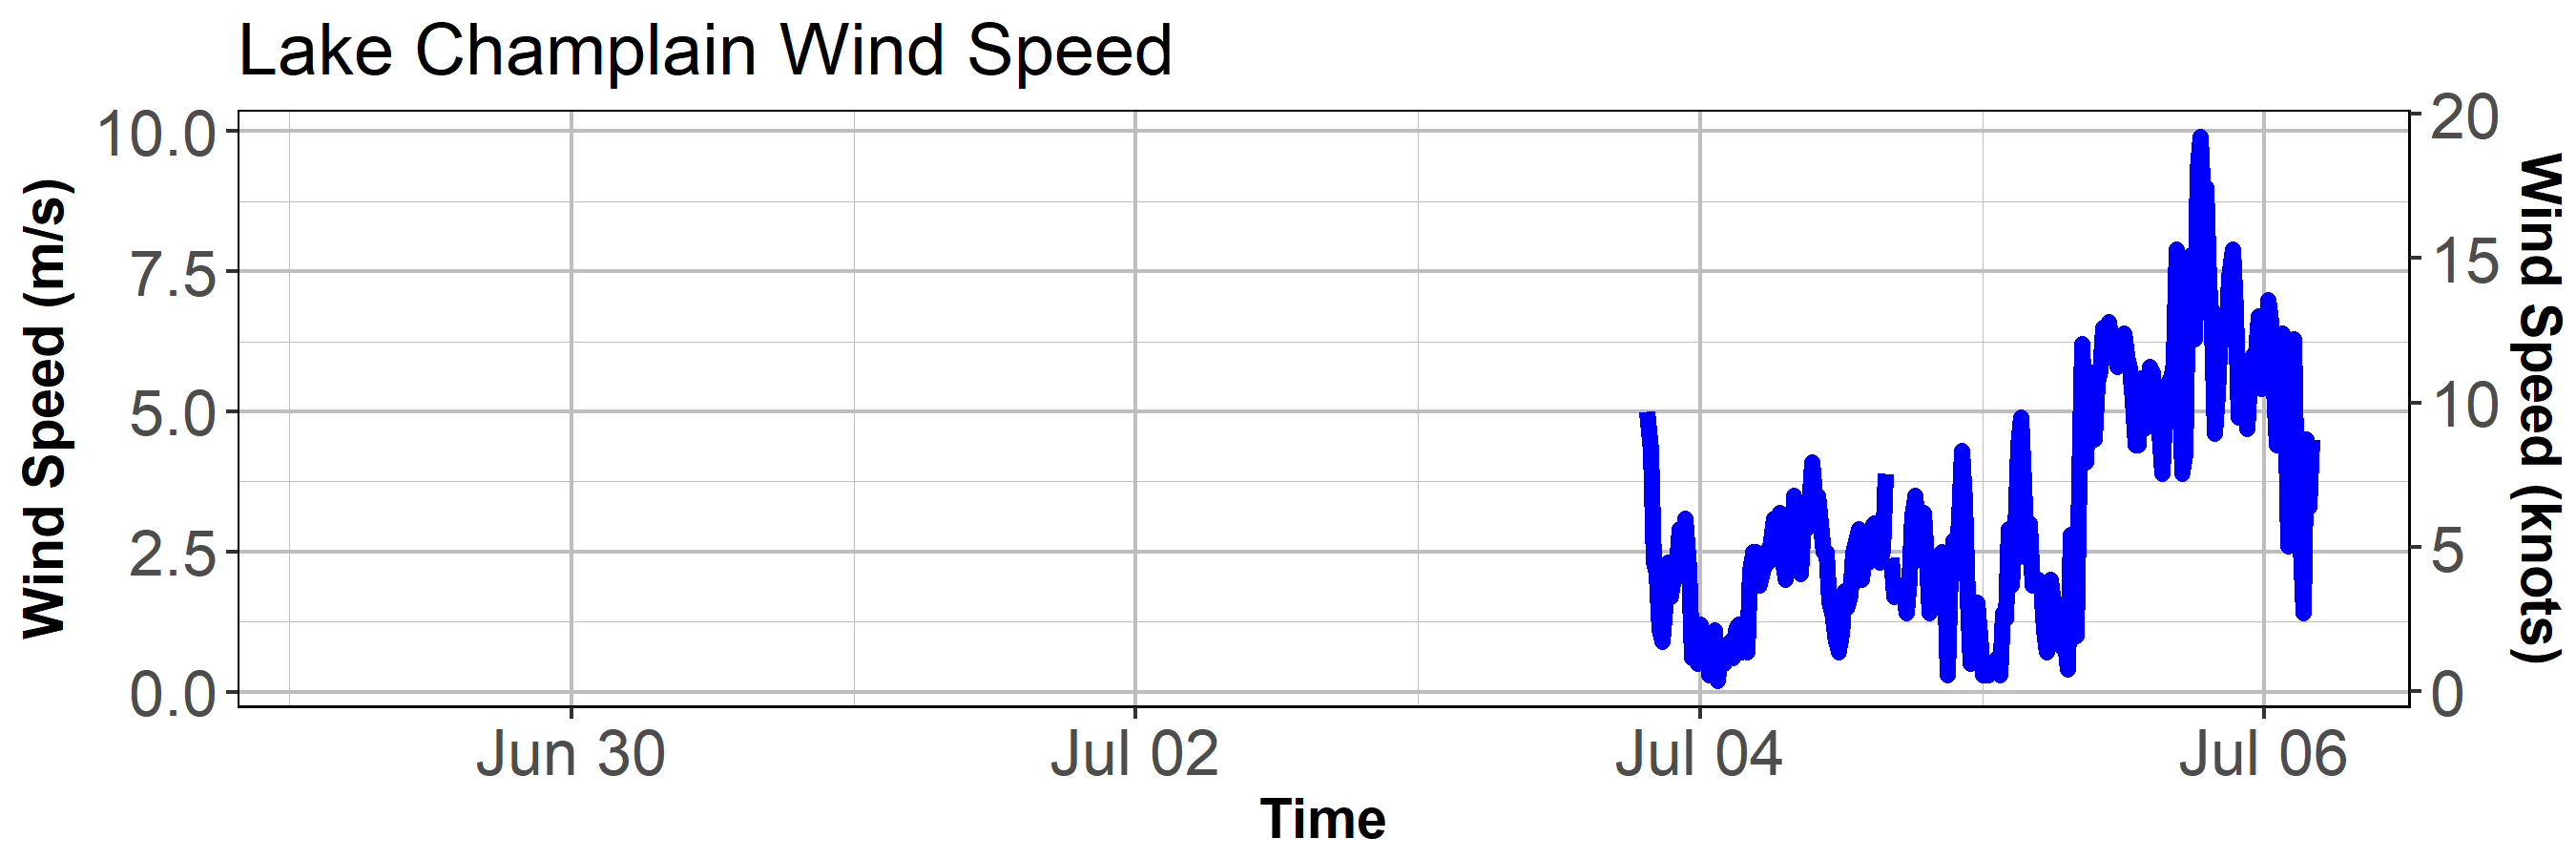 Lake Champlain Wind Speed
Wind Speed (m/s)
10.0
7.5
5.0
2.5
0.0
20
15
10
5
0
Wind Speed (knots)
Jun 30
Jul 02
Jul 04
Jul 06
Time